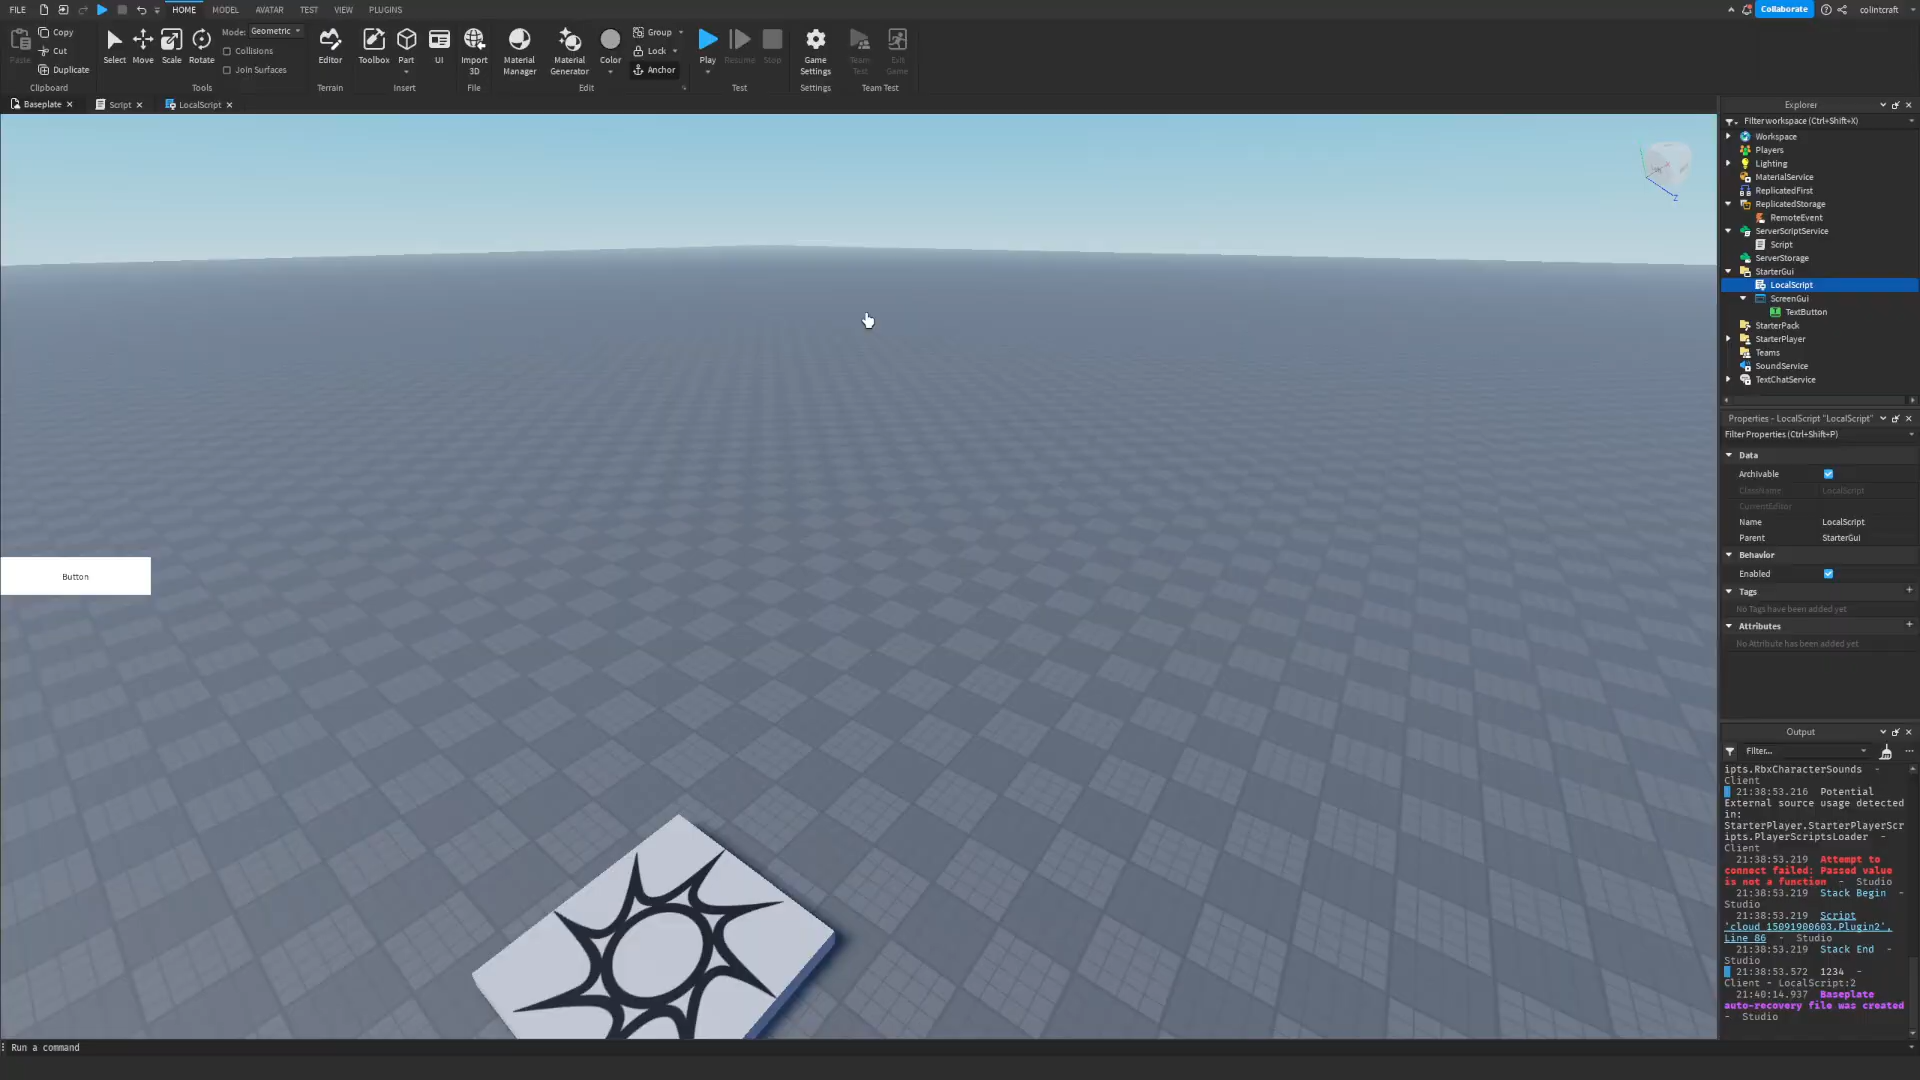 FILE HOME MODEL AVATAR TEST VIEW PLUGINS Collaborate colintcraft
Paste Copy Cut Duplicate Clipboard
Select Move Scale Rotate Mode: Geometric Collisions Join Surfaces Tools
Editor Terrain
Toolbox Part UI Insert
Import 3D File
Material Manager Material Generator Color Group Lock Anchor Edit
Play Resume Stop Test
Game Settings Settings
Team Test Exit Game Team Test
Baseplate Script LocalScript
Button
Explorer
Filter workspace (Ctrl+Shift+X)
Workspace
Players
Lighting
MaterialService
ReplicatedFirst
ReplicatedStorage
RemoteEvent
ServerScriptService
Script
ServerStorage
StarterGui
LocalScript
ScreenGui
TextButton
StarterPack
StarterPlayer
Teams
SoundService
TextChatService
Properties - LocalScript "LocalScript"
Filter Properties (Ctrl+Shift+P)
Data
Archivable
ClassName LocalScript
CurrentEditor
Name LocalScript
Parent StarterGui
Behavior
Enabled
Tags
No Tags have been added yet
Attributes
No Attribute has been added yet
Output
Filter...
ipts.RbxCharacterSounds -
Client
21:38:53.216 Potential
External source usage detected
in:
StarterPlayer.StarterPlayerScr
ipts.PlayerScriptsLoader -
Client
21:38:53.219 Attempt to
connect failed: Passed value
is not a function - Studio
21:38:53.219 Stack Begin -
Studio
21:38:53.219 Script
'cloud_15091900603.Plugin2',
Line 86 - Studio
21:38:53.219 Stack End -
Studio
21:38:53.572 1234 -
Client - LocalScript:2
21:40:14.937 Baseplate
auto-recovery file was created
- Studio
Run a command